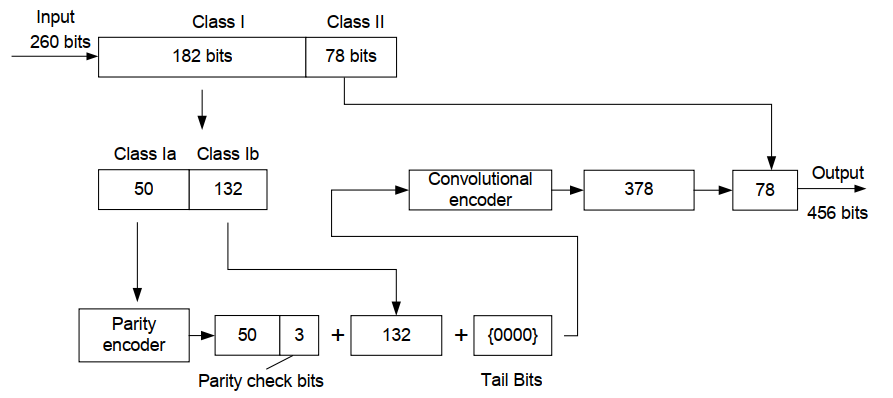 Input
260 bits
Class I
Class II
182 bits
78 bits
Class Ia
Class Ib
50
132
Convolutional
encoder
378
78
Output
456 bits
Parity
encoder
50
3
+
132
+
{0000}
Parity check bits
Tail Bits